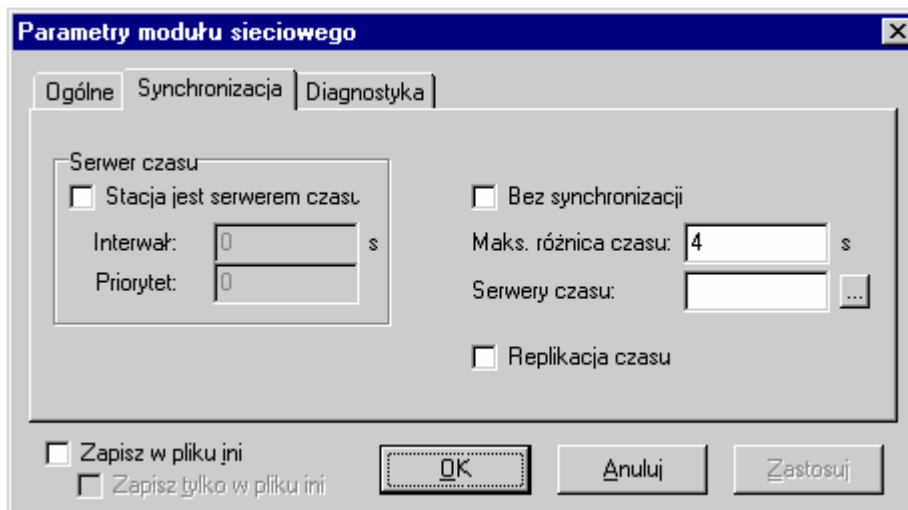 Parametry modułu sieciowego
Ogólne Synchronizacja Diagnostyka
Serwer czasu
Stacja jest serwerem czasu
Interwał: 0 s
Priorytet: 0
Bez synchronizacji
Maks. różnica czasu: 4 s
Serwery czasu: ...
Replikacja czasu
Zapisz w pliku ini
Zapisz tylko w pliku ini
OK Anuluj Zastosuj